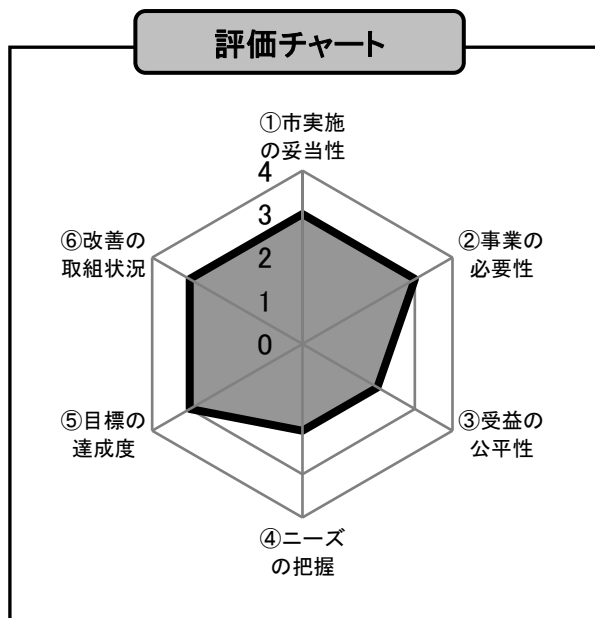 評価チャート
①市実施
の妥当性
4
3
2
1
0
②事業の
必要性
③受益の
公平性
④ニーズ
の把握
⑤目標の
達成度
⑥改善の
取組状況